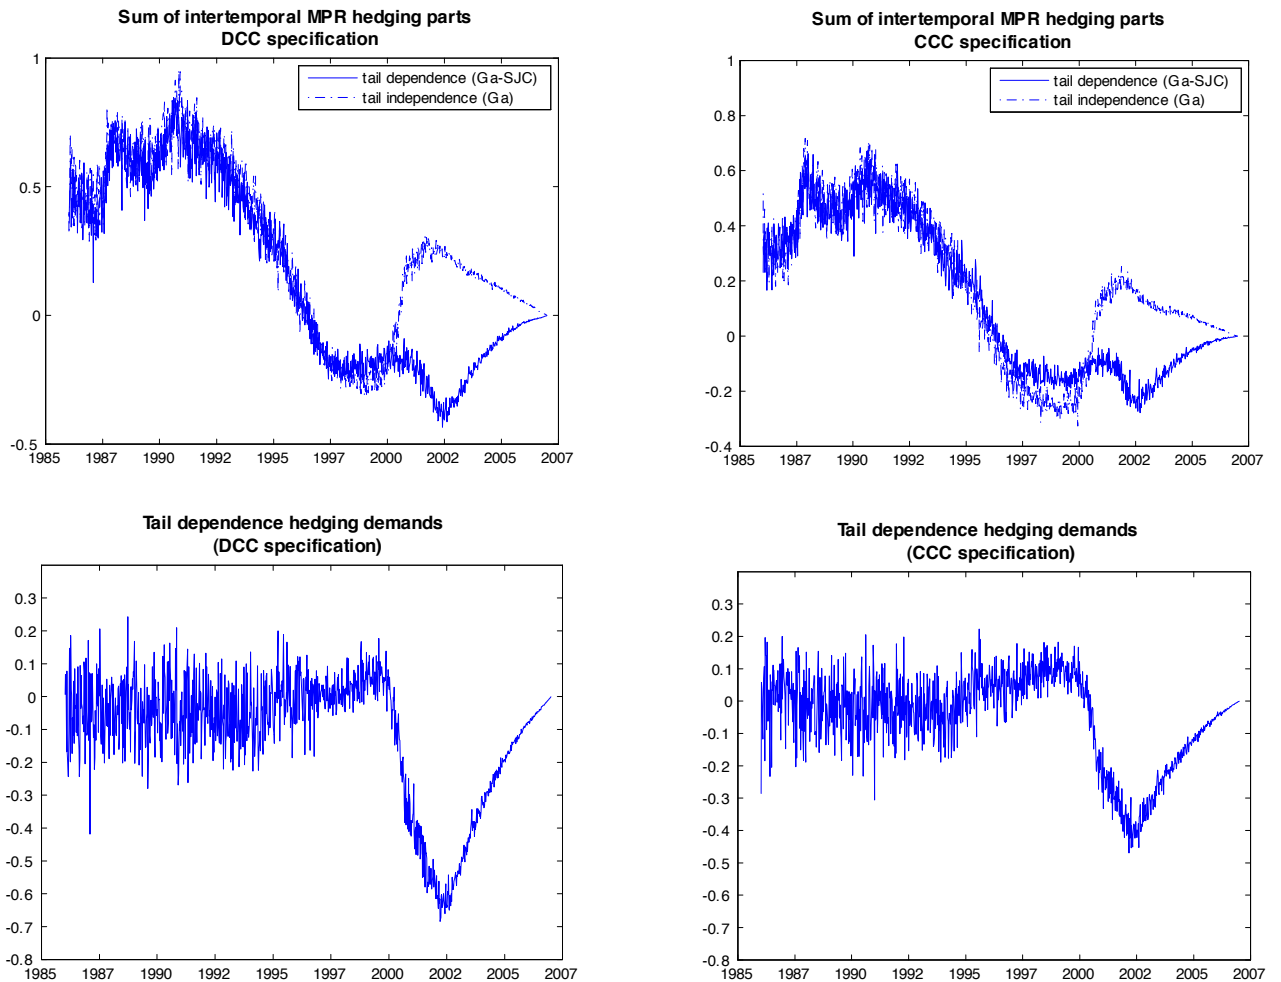 Sum of intertemporal MPR hedging parts
DCC specification
tail dependence (Ga-SJC)
tail independence (Ga)
1
0.5
0
-0.5
1985 1987 1990 1992 1995 1997 2000 2002 2005 2007
Sum of intertemporal MPR hedging parts
CCC specification
tail dependence (Ga-SJC)
tail independence (Ga)
1
0.8
0.6
0.4
0.2
0
-0.2
-0.4
1985 1987 1990 1992 1995 1997 2000 2002 2005 2007
Tail dependence hedging demands
(DCC specification)
0.3
0.2
0.1
0
-0.1
-0.2
-0.3
-0.4
-0.5
-0.6
-0.7
-0.8
1985 1987 1990 1992 1995 1997 2000 2002 2005 2007
Tail dependence hedging demands
(CCC specification)
0.3
0.2
0.1
0
-0.1
-0.2
-0.3
-0.4
-0.5
-0.6
-0.7
-0.8
1985 1987 1990 1992 1995 1997 2000 2002 2005 2007